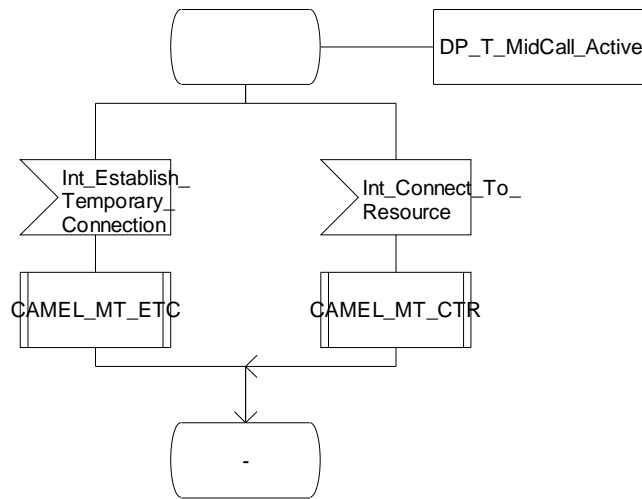 DP_T_MidCall_Active
Int_Establish_
Temporary_
Connection
Int_Connect_To_
Resource
CAMEL_MT_ETC
CAMEL_MT_CTR
-